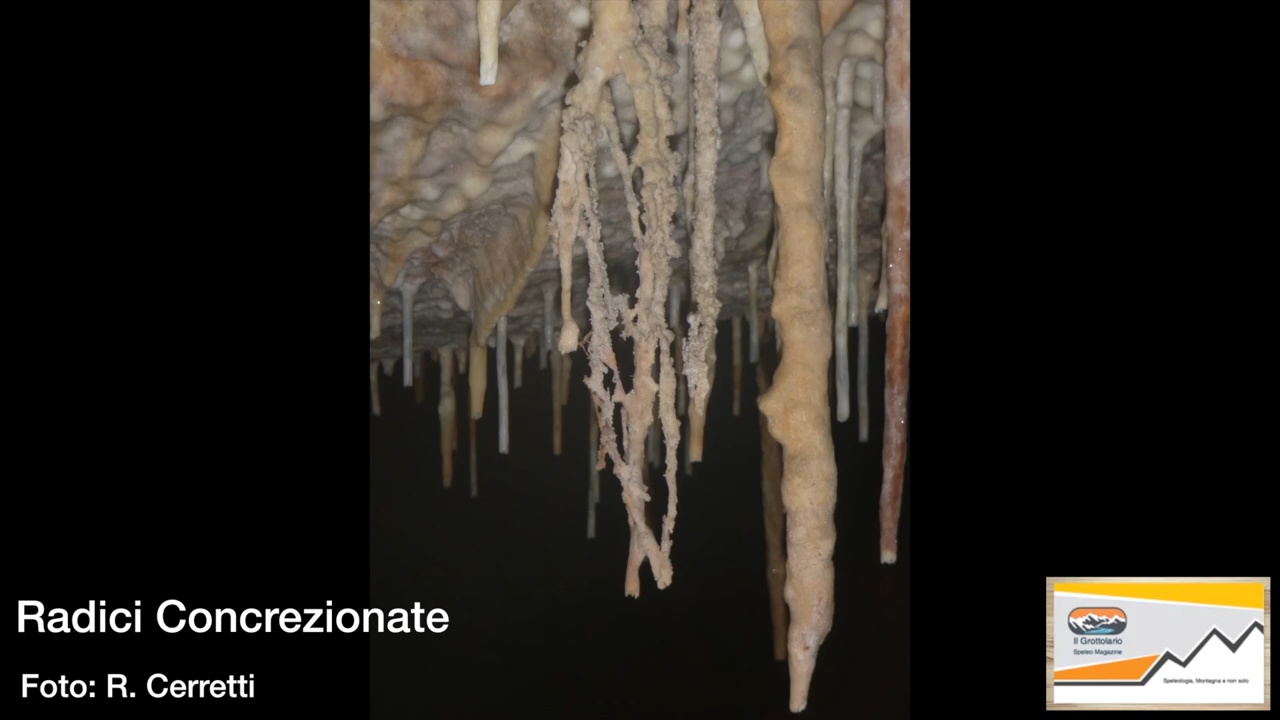 Radici Concrezionate
Foto: R. Cerretti
Il Grottolario
Speleo Magazine
Speleologia, Montagna e non solo